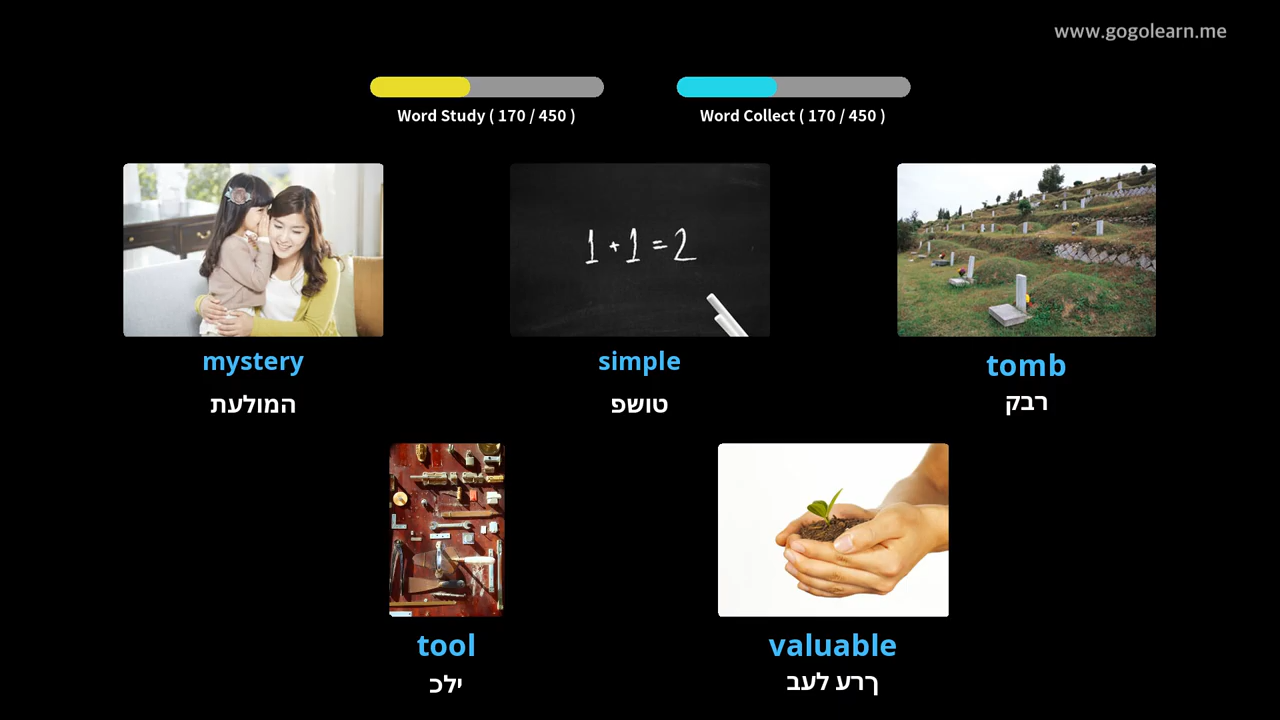 www.gogolearn.me
Word Study ( 170 / 450 )
Word Collect ( 170 / 450 )
mystery
המולעת
simple
טושפ
tomb
רבק
1 + 1 = 2
tool
ילכ
valuable
ךרע לעב